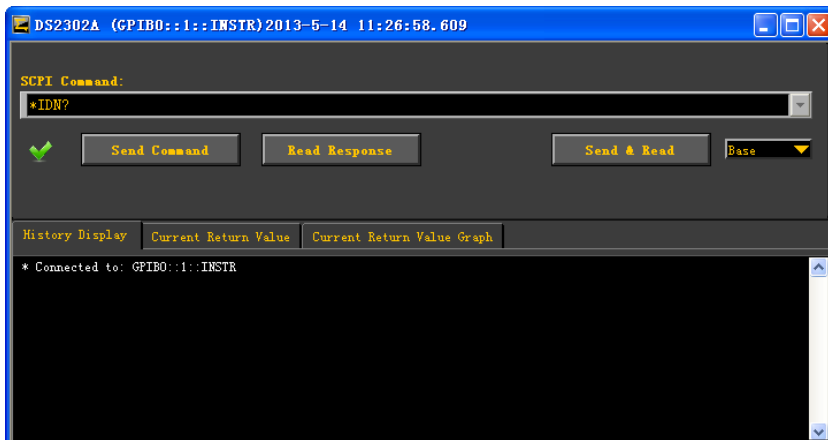 DS2302A (GPIB0::1::INSTR)2013-5-14 11:26:58.609
SCPI Command:
*IDN?
Send Command Read Response Send & Read Base
History Display Current Return Value Current Return Value Graph
* Connected to: GPIB0::1::INSTR